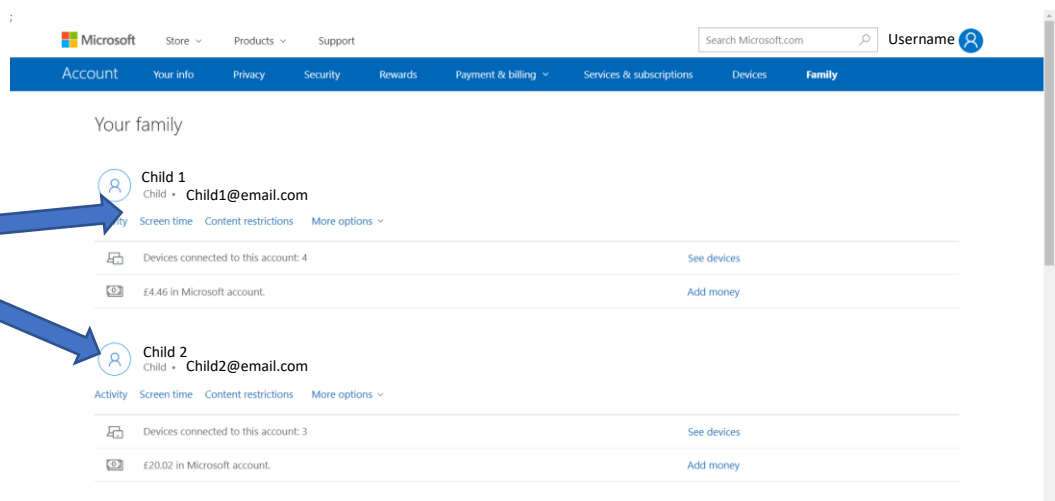 ;
Microsoft Store Products Support Search Microsoft.com Username
Account Your info Privacy Security Rewards Payment & billing Services & subscriptions Devices Family
Your family
Child 1
Child • Child1@email.com
Screen time Content restrictions More options
Devices connected to this account: 4 See devices
£4.46 in Microsoft account. Add money
Child 2
Child • Child2@email.com
Activity Screen time Content restrictions More options
Devices connected to this account: 3 See devices
£20.02 in Microsoft account. Add money